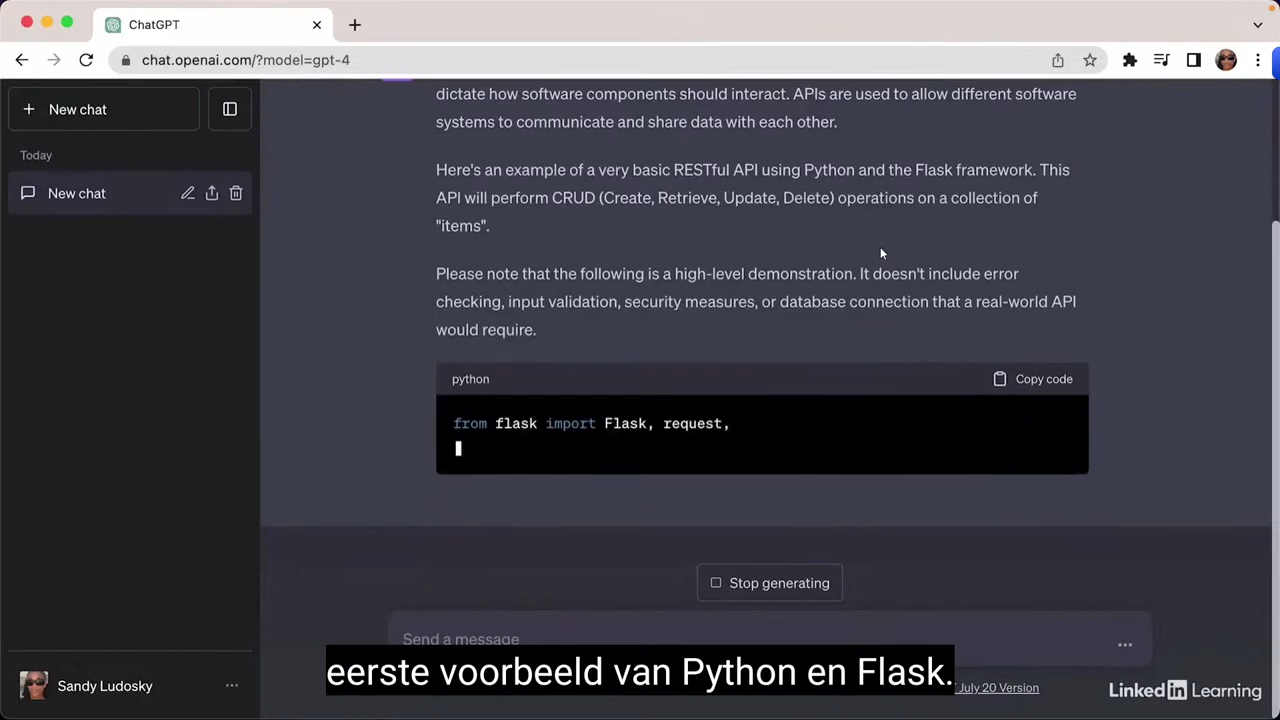 ChatGPT
chat.openai.com/?model=gpt-4
New chat
Today
New chat
dictate how software components should interact. APIs are used to allow different software
systems to communicate and share data with each other.
Here's an example of a very basic RESTful API using Python and the Flask framework. This
API will perform CRUD (Create, Retrieve, Update, Delete) operations on a collection of
"items".
Please note that the following is a high-level demonstration. It doesn't include error
checking, input validation, security measures, or database connection that a real-world API
would require.
python
Copy code
from flask import Flask, request,
Stop generating
Send a message
eerste voorbeeld van Python en Flask.
Sandy Ludosky
July 20 Version
LinkedIn Learning